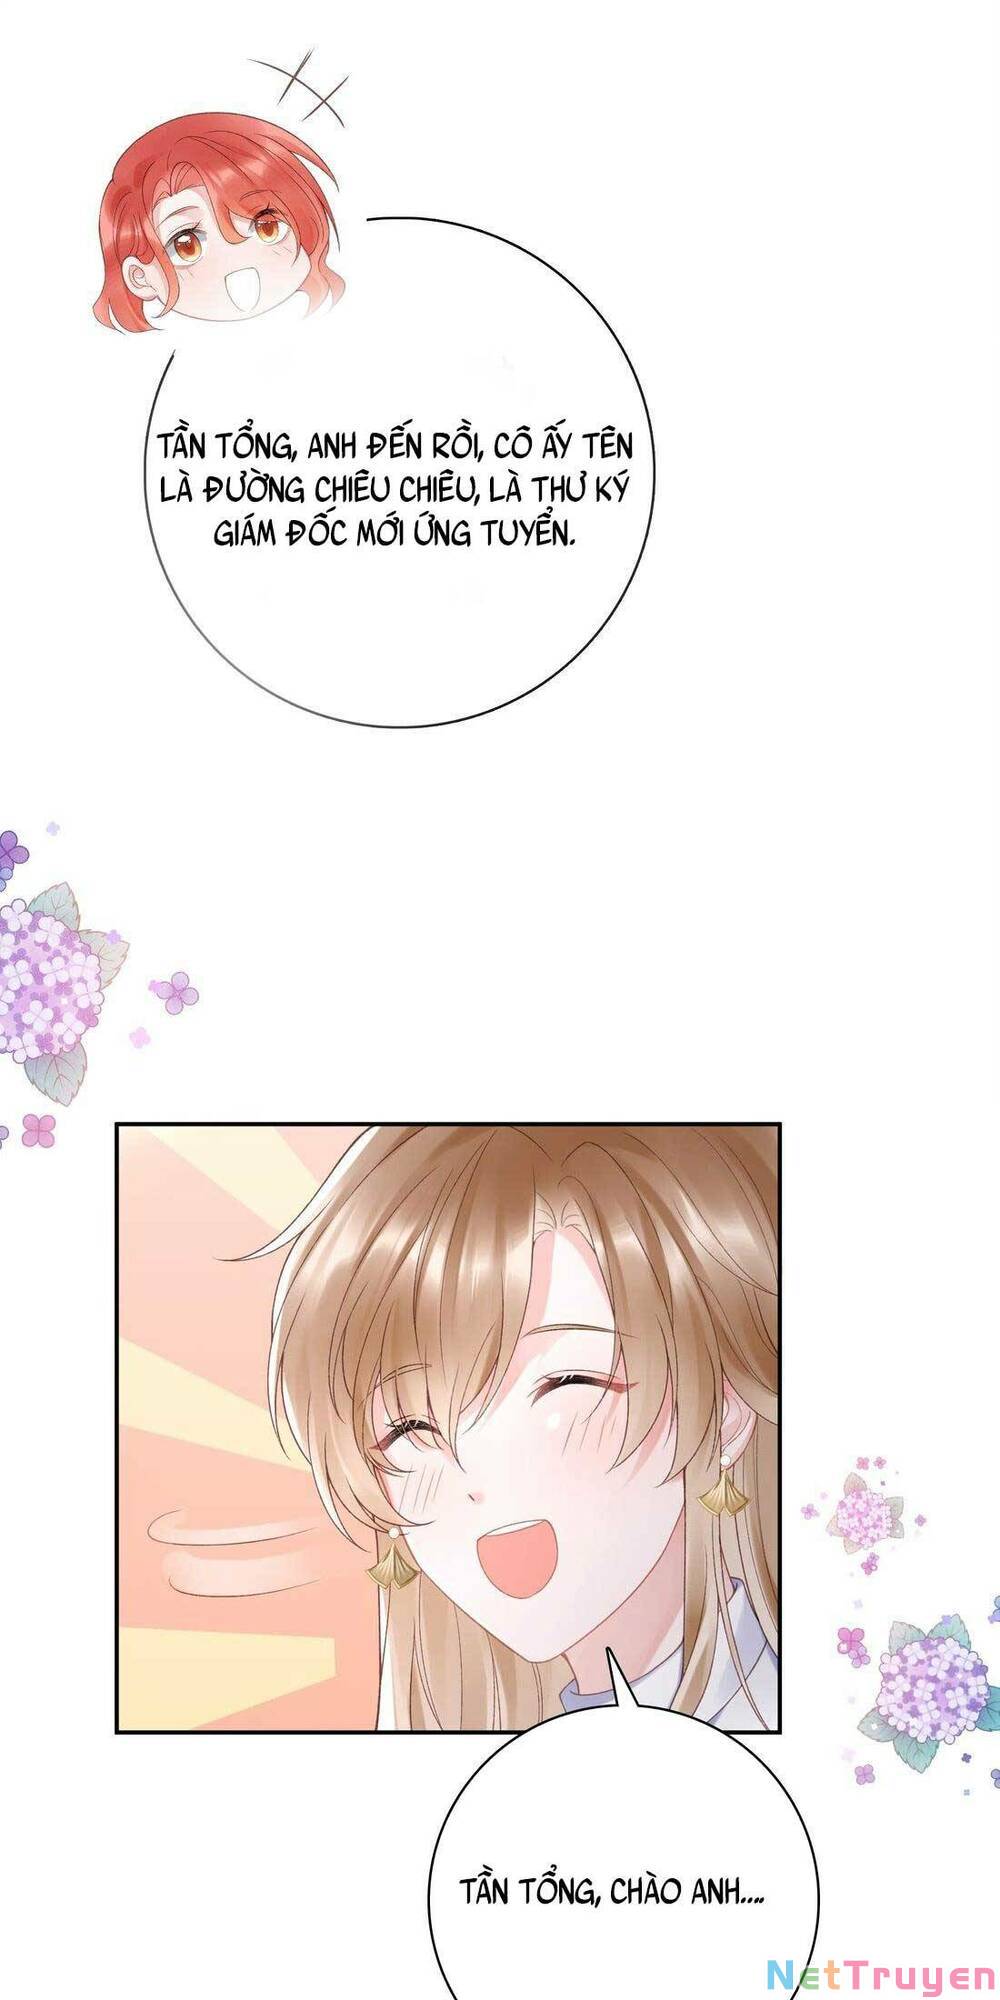 TẦN TỔNG, ANH ĐẾN RỒI, CÔ ẤY TÊN
LÀ ĐƯỜNG CHIÊU CHIÊU, LÀ THƯ KÝ
GIÁM ĐỐC MỚI ỨNG TUYỂN.
TẦN TỔNG, CHÀO ANH....
NetTruyen